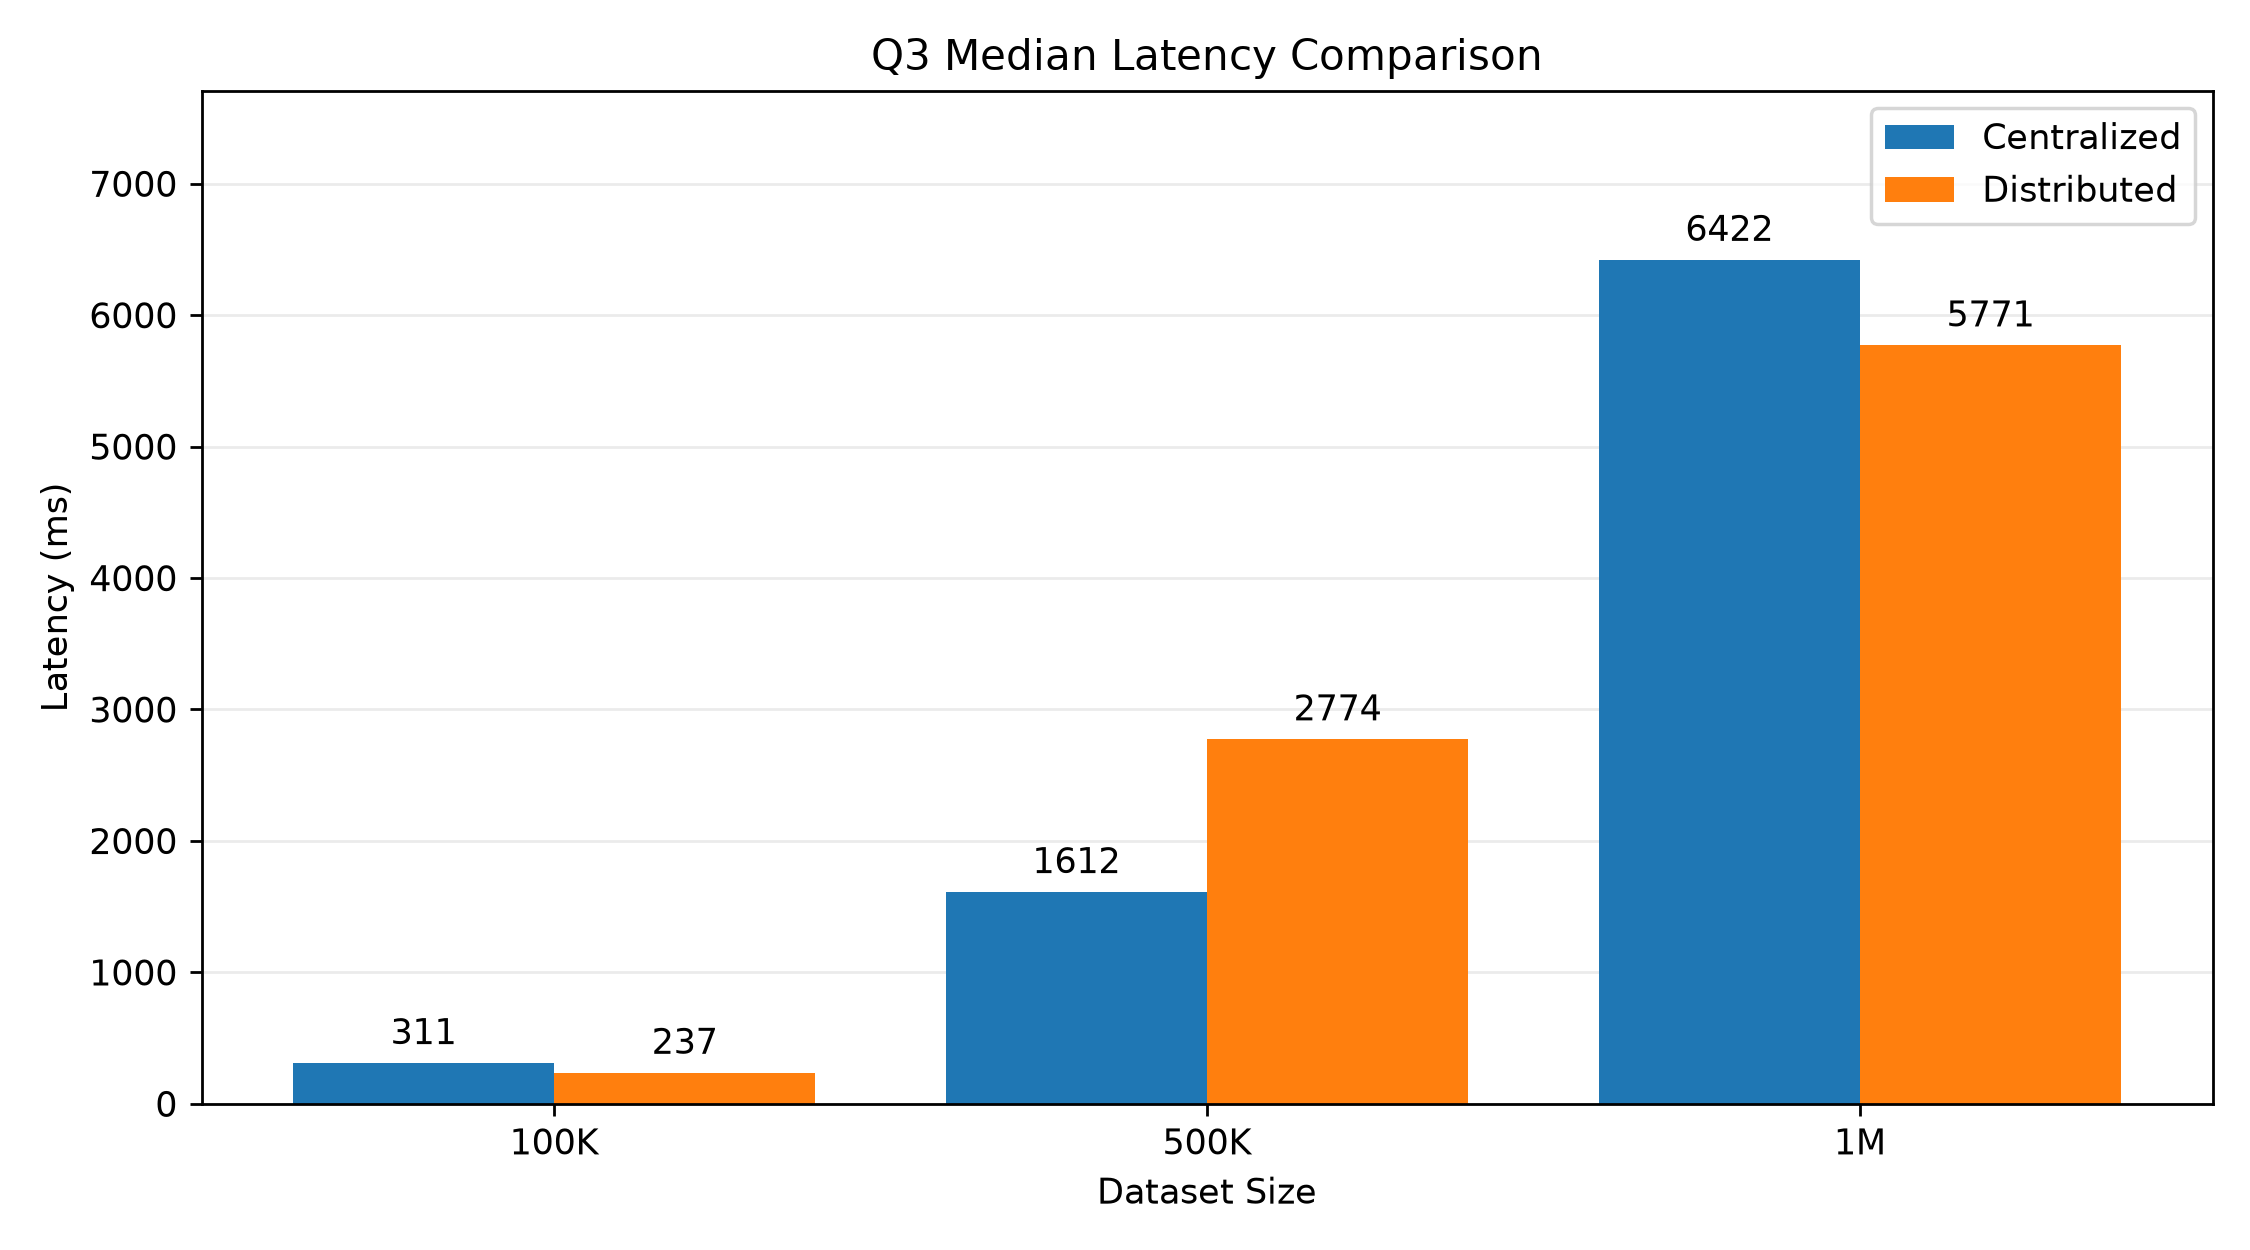 Q3 Median Latency Comparison
Centralized
Distributed
Latency (ms)
7000
6000
5000
4000
3000
2000
1000
0
311
237
1612
2774
6422
5771
100K
500K
1M
Dataset Size